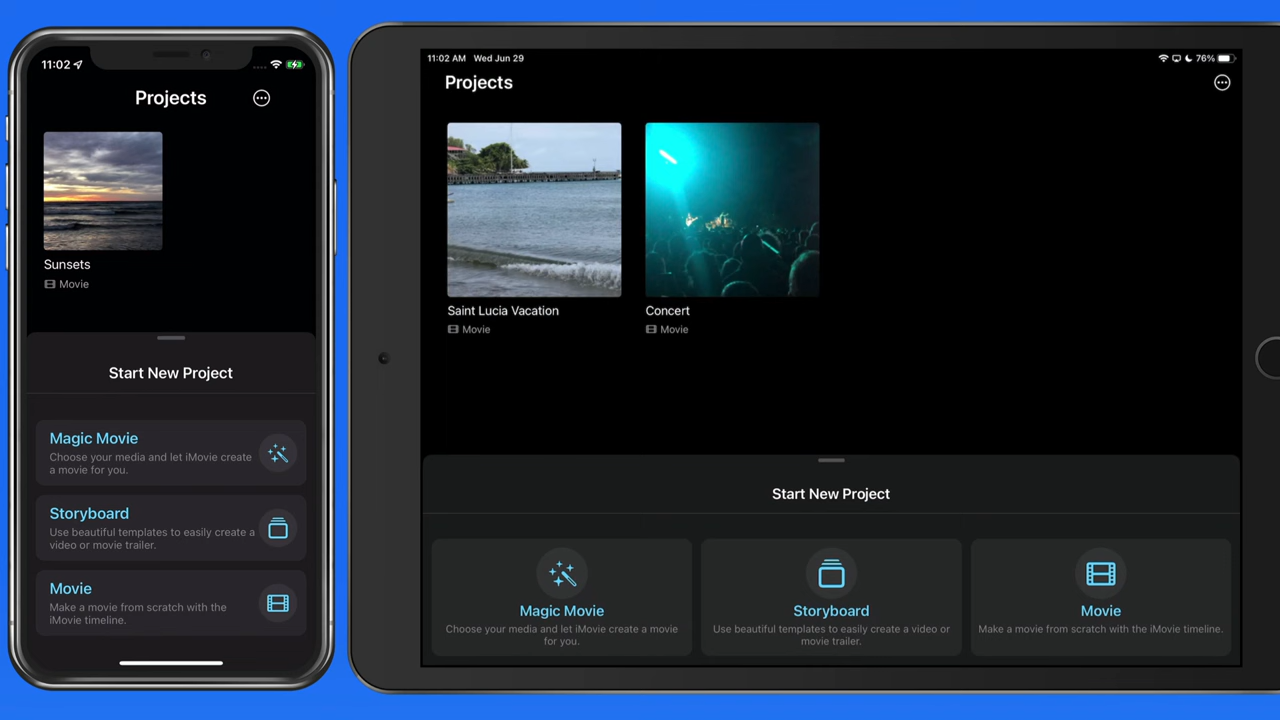 11:02
Projects
Sunsets
Movie
Start New Project
Magic Movie
Choose your media and let iMovie create
a movie for you.
Storyboard
Use beautiful templates to easily create a
video or movie trailer.
Movie
Make a movie from scratch with the
iMovie timeline.
11:02 AM Wed Jun 29
76%
Projects
Saint Lucia Vacation
Movie
Concert
Movie
Start New Project
Magic Movie
Choose your media and let iMovie create a movie
for you.
Storyboard
Use beautiful templates to easily create a video or
movie trailer.
Movie
Make a movie from scratch with the iMovie timeline.